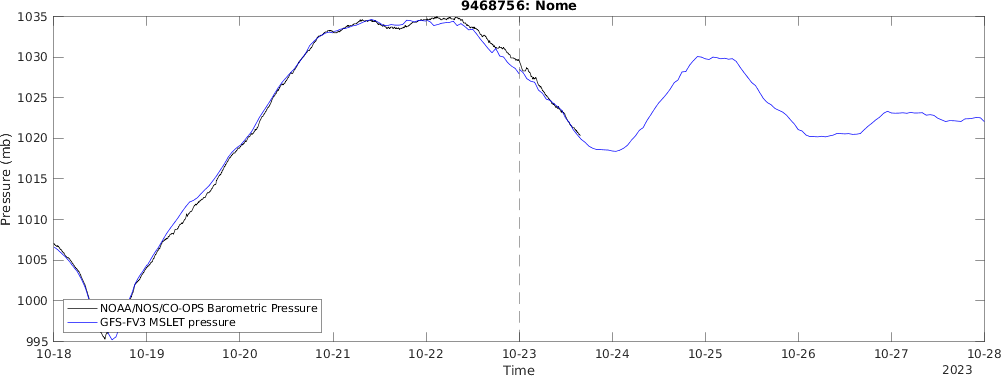 9468756: Nome
Pressure (mb)
1035
1030
1025
1020
1015
1010
1005
1000
995
NOAA/NOS/CO-OPS Barometric Pressure
GFS-FV3 MSLET pressure
10-18 10-19 10-20 10-21 10-22 10-23 10-24 10-25 10-26 10-27 10-28
Time
2023